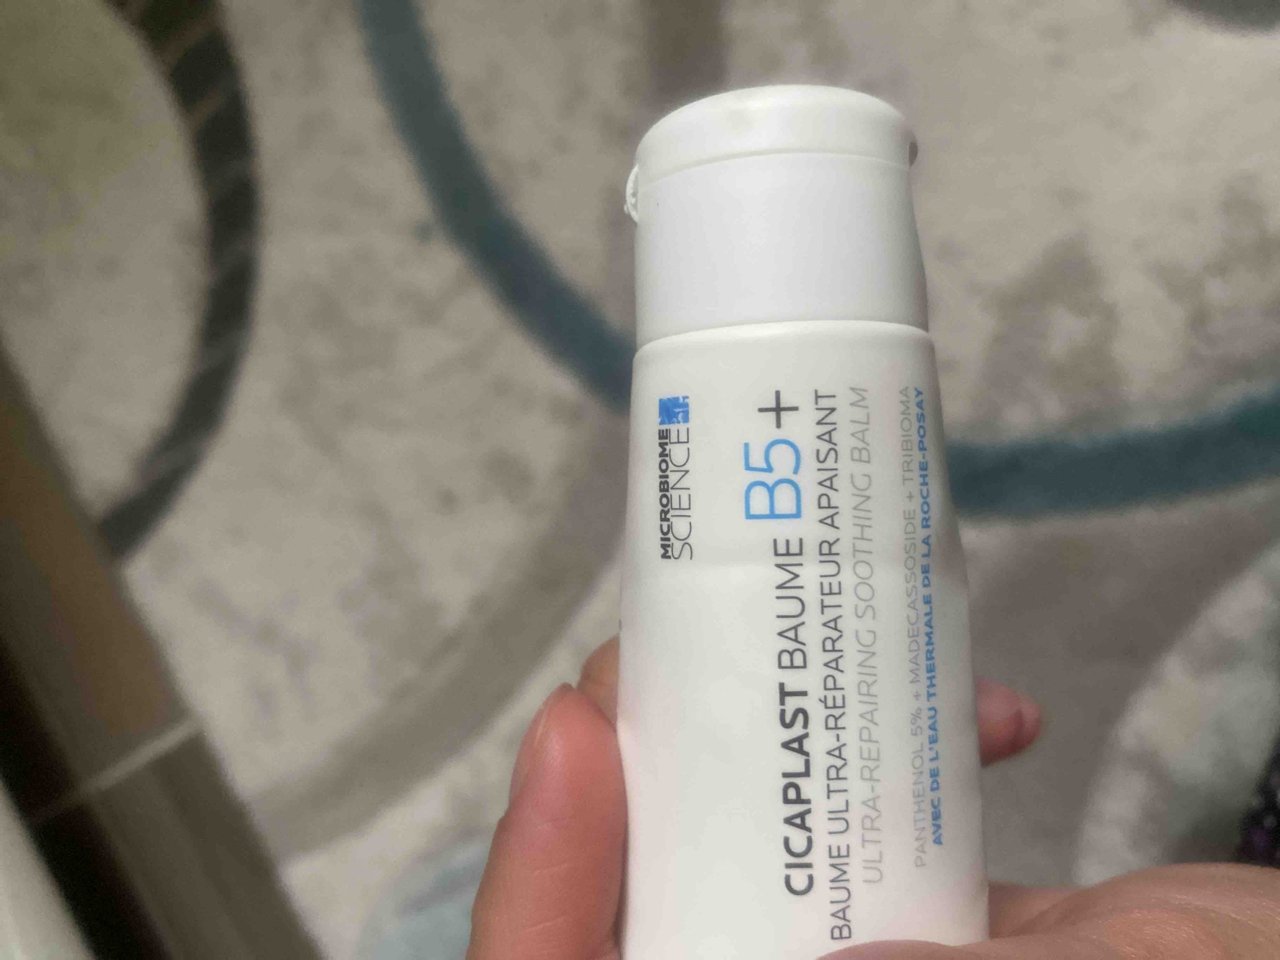 MICROBIOME
SCIENCE
CICAPLAST BAUME B5+
BAUME ULTRA-RÉPARATEUR APAISANT
ULTRA-REPAIRING SOOTHING BALM
PANTHENOL 5% + MADECASSOSIDE + TRIBIOMA
AVEC DE L'EAU THERMALE DE LA ROCHE-POSAY